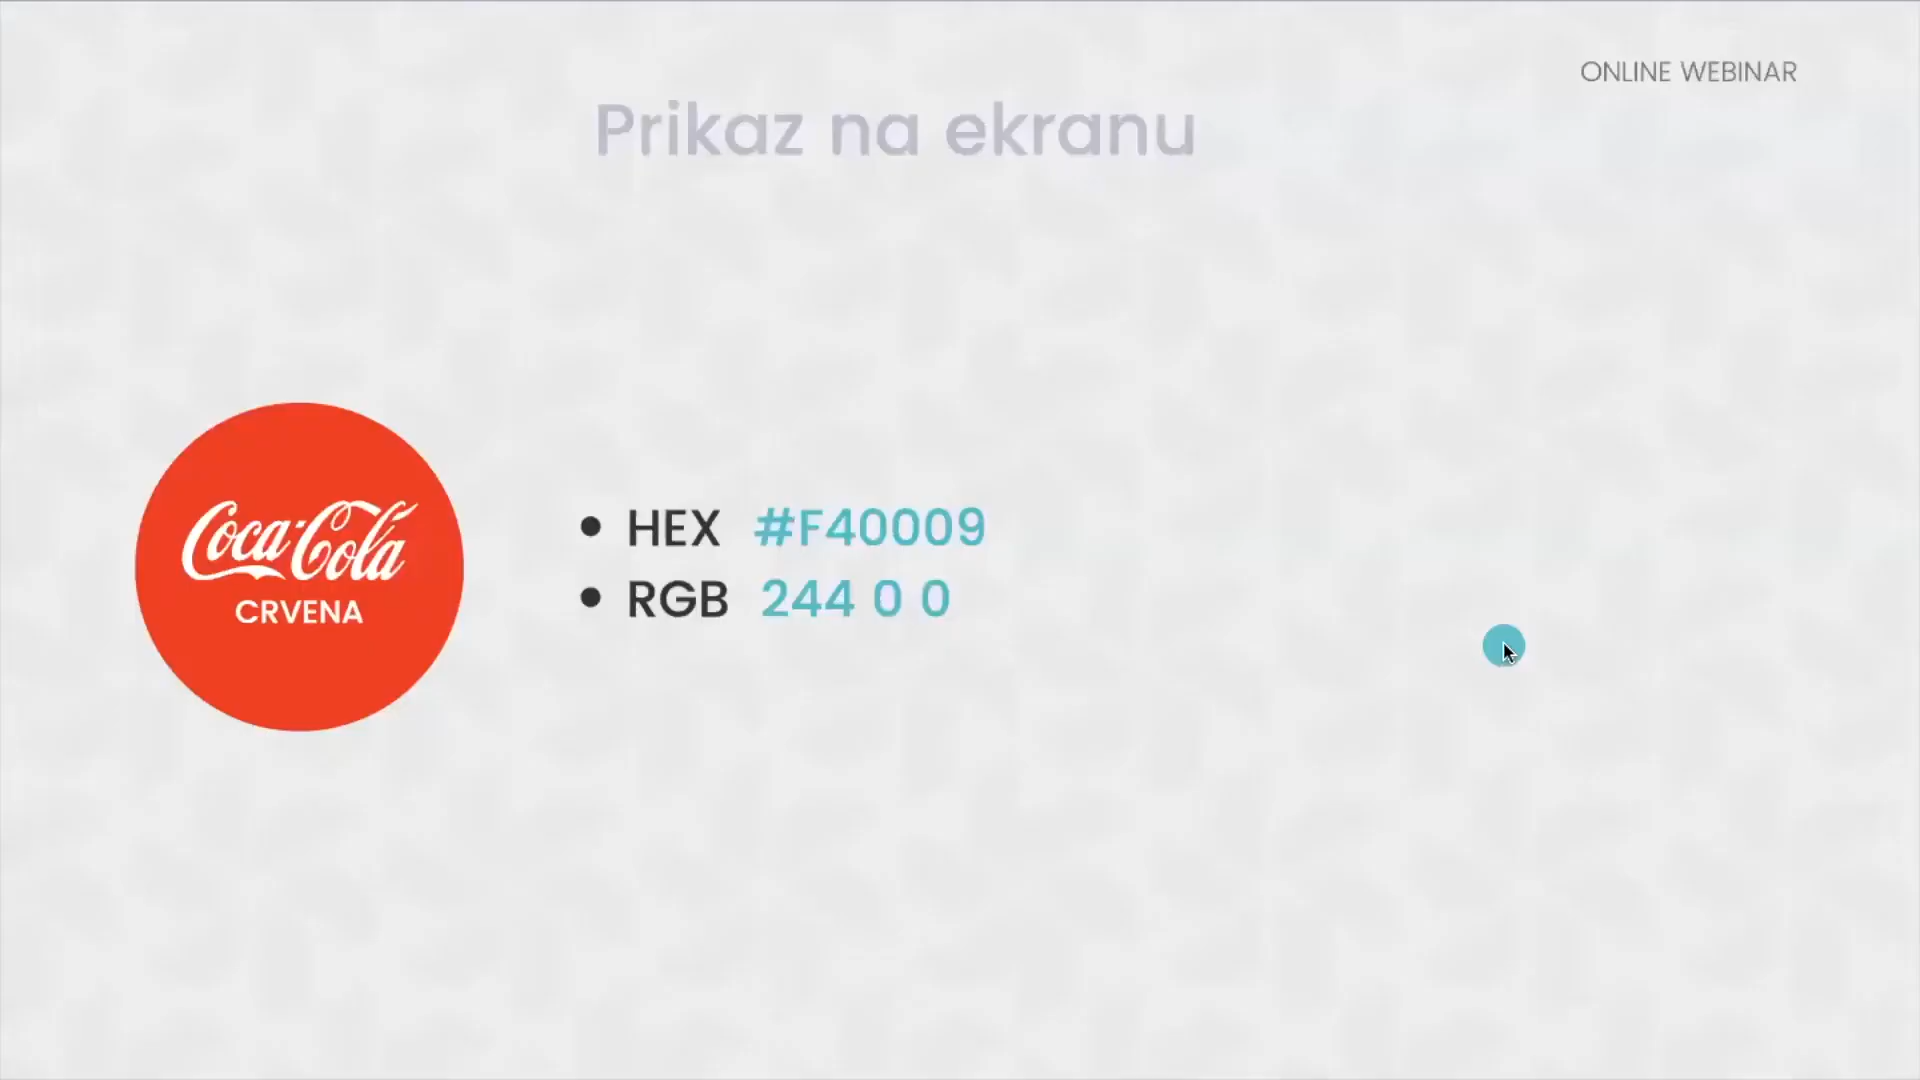 ONLINE WEBINAR
Prikaz na ekranu
Coca-Cola
CRVENA
• HEX #F40009
• RGB 244 0 0